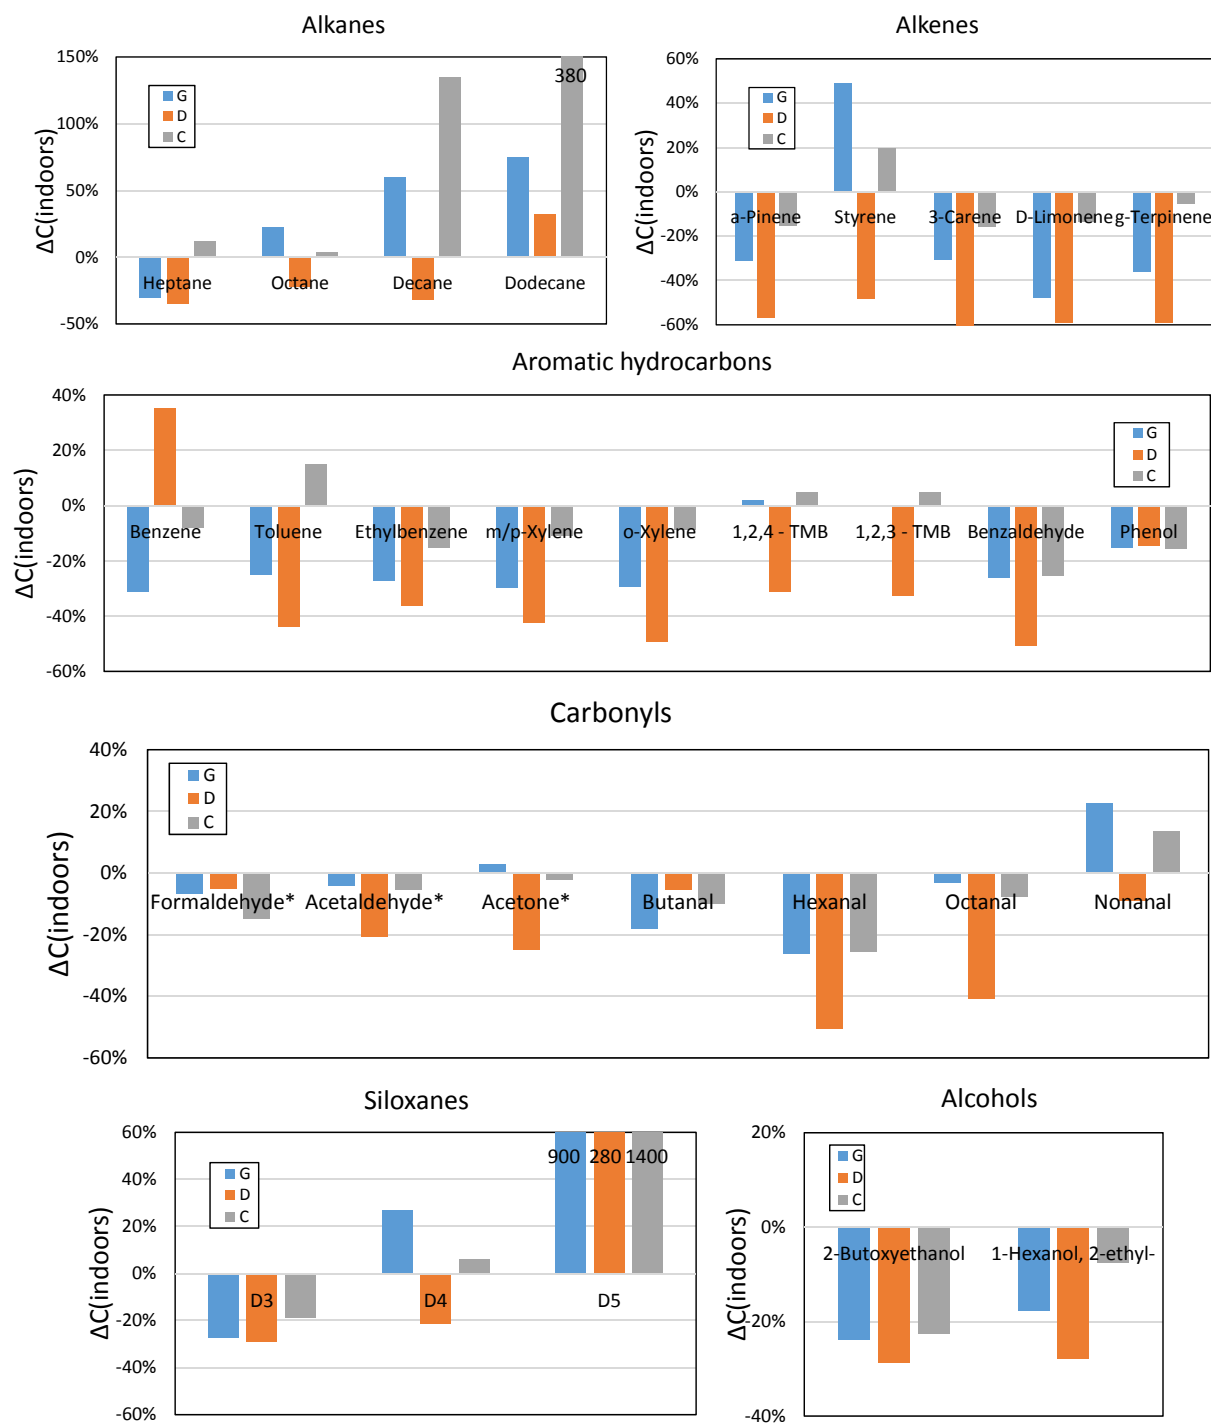 Alkanes
150%
100%
50%
0%
-50%
ΔC(indoors)
G
D
C
380
Heptane
Octane
Decane
Dodecane
Alkenes
60%
40%
20%
0%
-20%
-40%
-60%
ΔC(indoors)
G
D
C
a-Pinene
Styrene
3-Carene
D-Limonene
g-Terpinene
Aromatic hydrocarbons
40%
20%
0%
-20%
-40%
-60%
ΔC(indoors)
G
D
C
Benzene
Toluene
Ethylbenzene
m/p-Xylene
o-Xylene
1,2,4 - TMB
1,2,3 - TMB
Benzaldehyde
Phenol
Carbonyls
40%
20%
0%
-20%
-40%
-60%
ΔC(indoors)
G
D
C
Formaldehyde*
Acetaldehyde*
Acetone*
Butanal
Hexanal
Octanal
Nonanal
Siloxanes
60%
40%
20%
0%
-20%
-40%
-60%
ΔC(indoors)
G
D
C
900
280
1400
D3
D4
D5
Alcohols
20%
0%
-20%
-40%
ΔC(indoors)
G
D
C
2-Butoxyethanol
1-Hexanol, 2-ethyl-